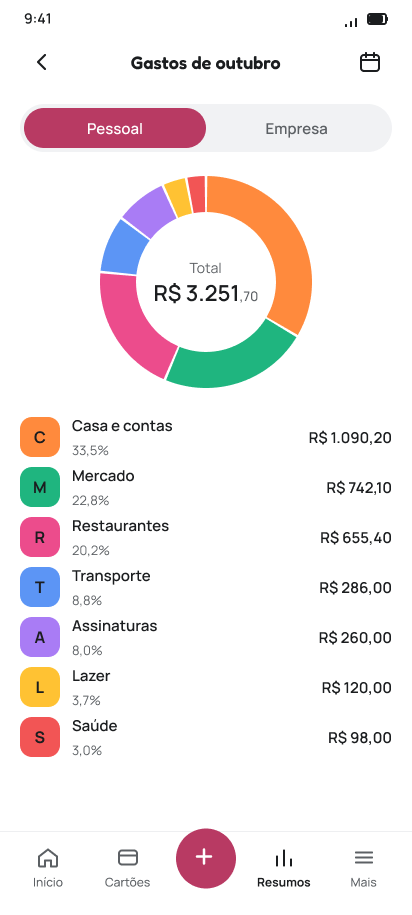 9:41
Gastos de outubro
Pessoal
Empresa
Total
R$ 3.251,70
C
Casa e contas
33,5%
R$ 1.090,20
M
Mercado
22,8%
R$ 742,10
R
Restaurantes
20,2%
R$ 655,40
T
Transporte
8,8%
R$ 286,00
A
Assinaturas
8,0%
R$ 260,00
L
Lazer
3,7%
R$ 120,00
S
Saúde
3,0%
R$ 98,00
Início
Cartões
Resumos
Mais